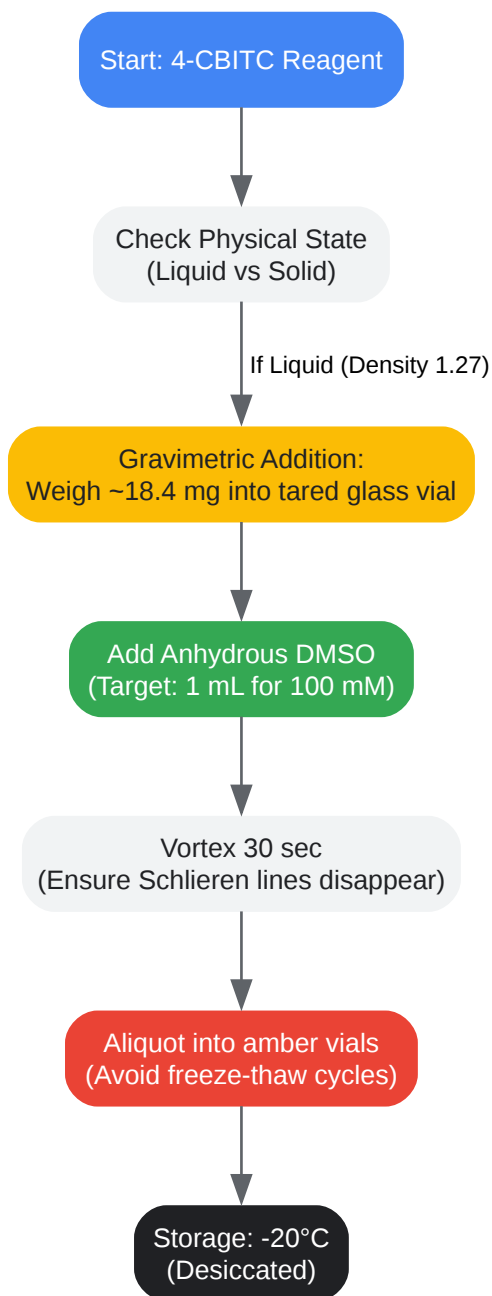 Start: 4-CBITC Reagent
Check Physical State
(Liquid vs Solid)
If Liquid (Density 1.27)
Gravimetric Addition:
Weigh ~18.4 mg into tared glass vial
Add Anhydrous DMSO
(Target: 1 mL for 100 mM)
Vortex 30 sec
(Ensure Schlieren lines disappear)
Aliquot into amber vials
(Avoid freeze-thaw cycles)
Storage: -20°C
(Desiccated)